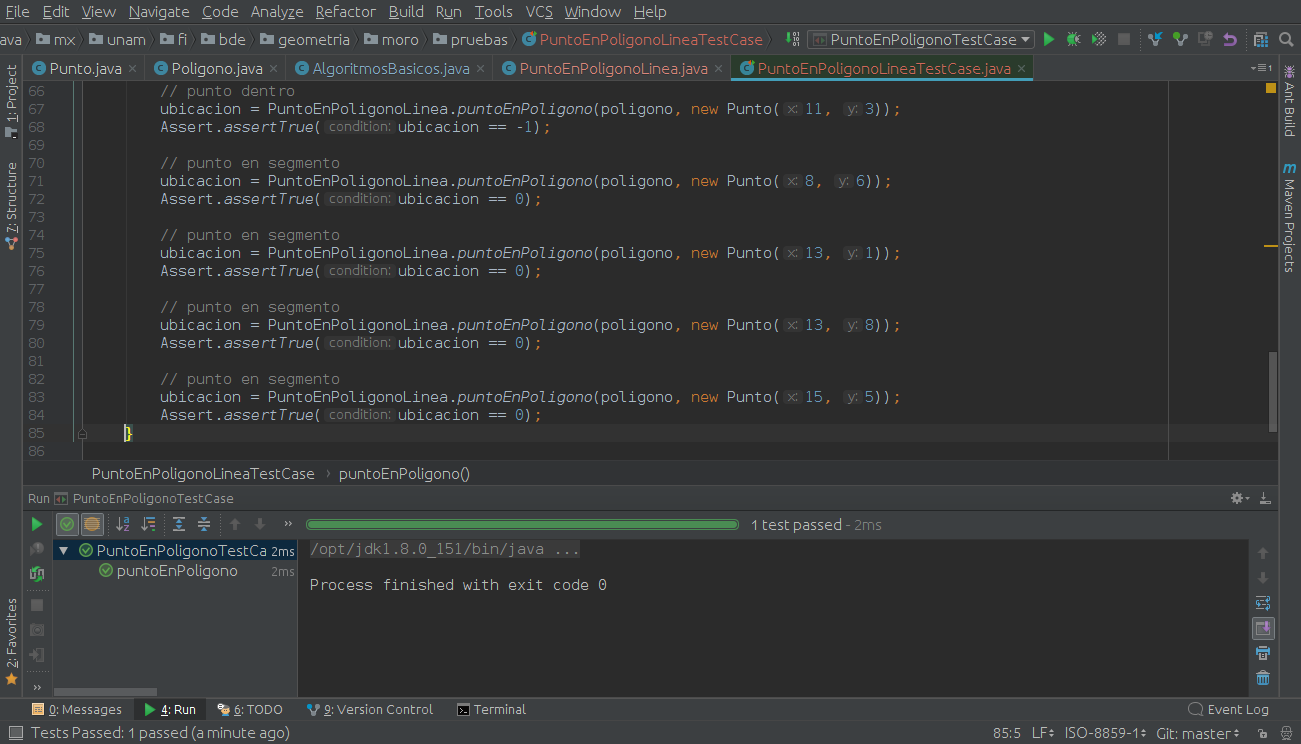 File Edit View Navigate Code Analyze Refactor Build Run Tools VCS Window Help
ava mx unam fi bde geometria moro pruebas PuntoEnPoligonoLineaTestCase PuntoEnPoligonoTestCase
Punto.java Poligono.java AlgoritmosBasicos.java PuntoEnPoligonoLinea.java PuntoEnPoligonoLineaTestCase.java
1: Project
7: Structure
2: Favorites
66 // punto dentro
67 ubicacion = PuntoEnPoligonoLinea.puntoEnPoligono(poligono, new Punto( x: 11, y: 3));
68 Assert.assertTrue( condition: ubicacion == -1);
69
70 // punto en segmento
71 ubicacion = PuntoEnPoligonoLinea.puntoEnPoligono(poligono, new Punto( x: 8, y: 6));
72 Assert.assertTrue( condition: ubicacion == 0);
73
74 // punto en segmento
75 ubicacion = PuntoEnPoligonoLinea.puntoEnPoligono(poligono, new Punto( x: 13, y: 1));
76 Assert.assertTrue( condition: ubicacion == 0);
77
78 // punto en segmento
79 ubicacion = PuntoEnPoligonoLinea.puntoEnPoligono(poligono, new Punto( x: 13, y: 8));
80 Assert.assertTrue( condition: ubicacion == 0);
81
82 // punto en segmento
83 ubicacion = PuntoEnPoligonoLinea.puntoEnPoligono(poligono, new Punto( x: 15, y: 5));
84 Assert.assertTrue( condition: ubicacion == 0);
85 }
86
Ant Build
Maven Projects
PuntoEnPoligonoLineaTestCase › puntoEnPoligono()
Run PuntoEnPoligonoTestCase
» 1 test passed - 2ms
PuntoEnPoligonoTestCa 2ms
puntoEnPoligono 2ms
/opt/jdk1.8.0_151/bin/java ...
Process finished with exit code 0
»
0: Messages 4: Run 6: TODO 9: Version Control Terminal Event Log
Tests Passed: 1 passed (a minute ago) 85:5 LF ISO-8859-1 Git: master